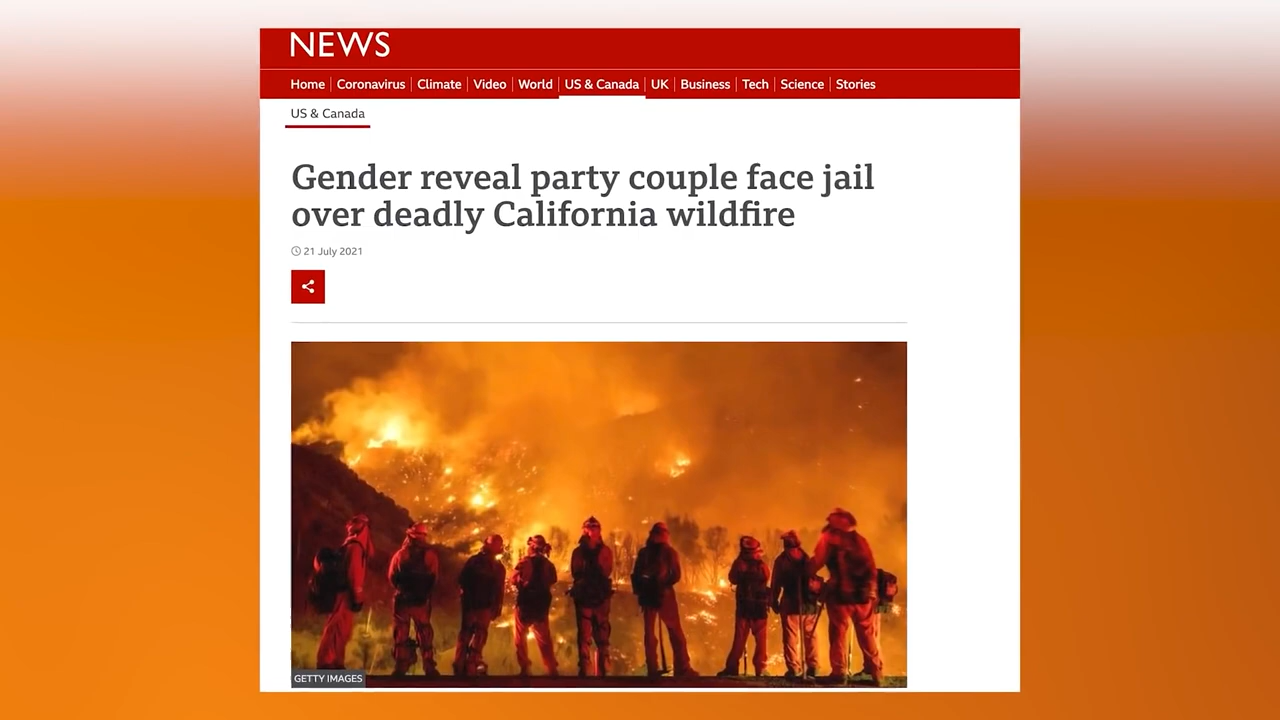 NEWS
Home Coronavirus Climate Video World US & Canada UK Business Tech Science Stories
US & Canada
Gender reveal party couple face jail
over deadly California wildfire
21 July 2021
GETTY IMAGES